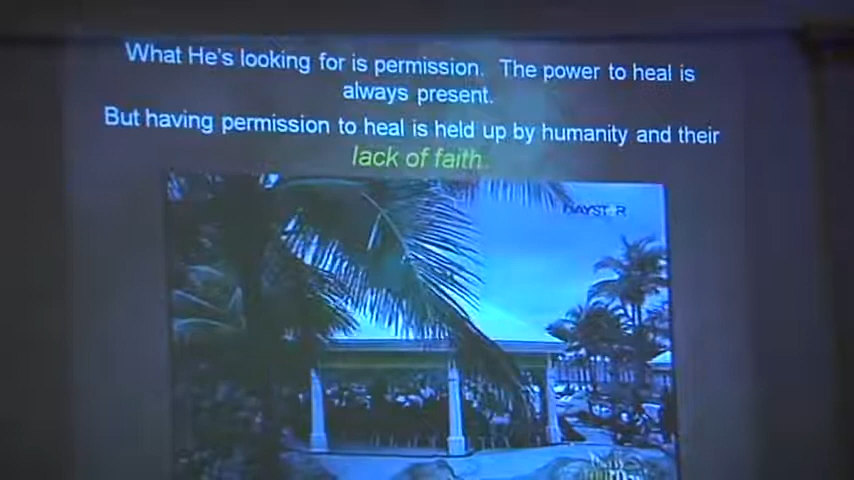 What He's looking for is permission. The power to heal is
always present.
But having permission to heal is held up by humanity and their
lack of faith.
DAYSTAR